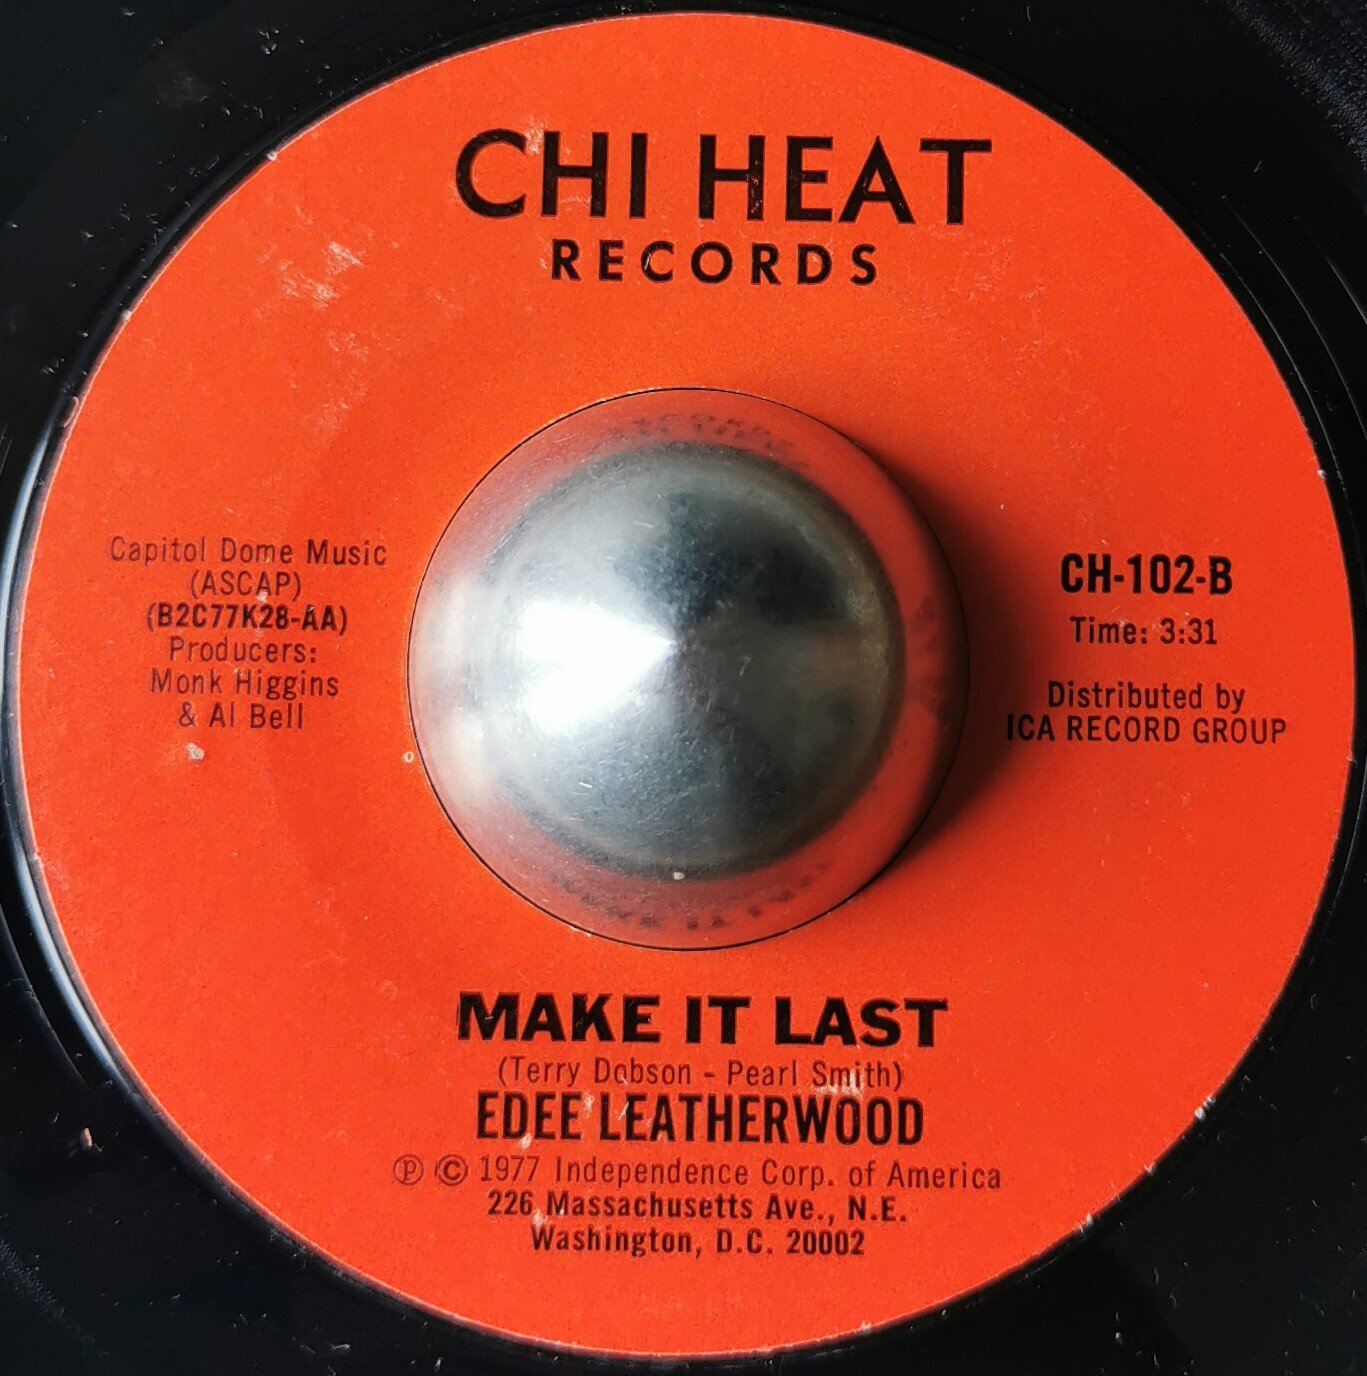 CHI HEAT
RECORDS
Capitol Dome Music
(ASCAP)
(B2C77K28-AA)
Producers:
Monk Higgins
& Al Bell
CH-102-B
Time: 3:31
Distributed by
ICA RECORD GROUP
MAKE IT LAST
(Terry Dobson - Pearl Smith)
EDEE LEATHERWOOD
℗ © 1977 Independence Corp. of America
226 Massachusetts Ave., N.E.
Washington, D.C. 20002